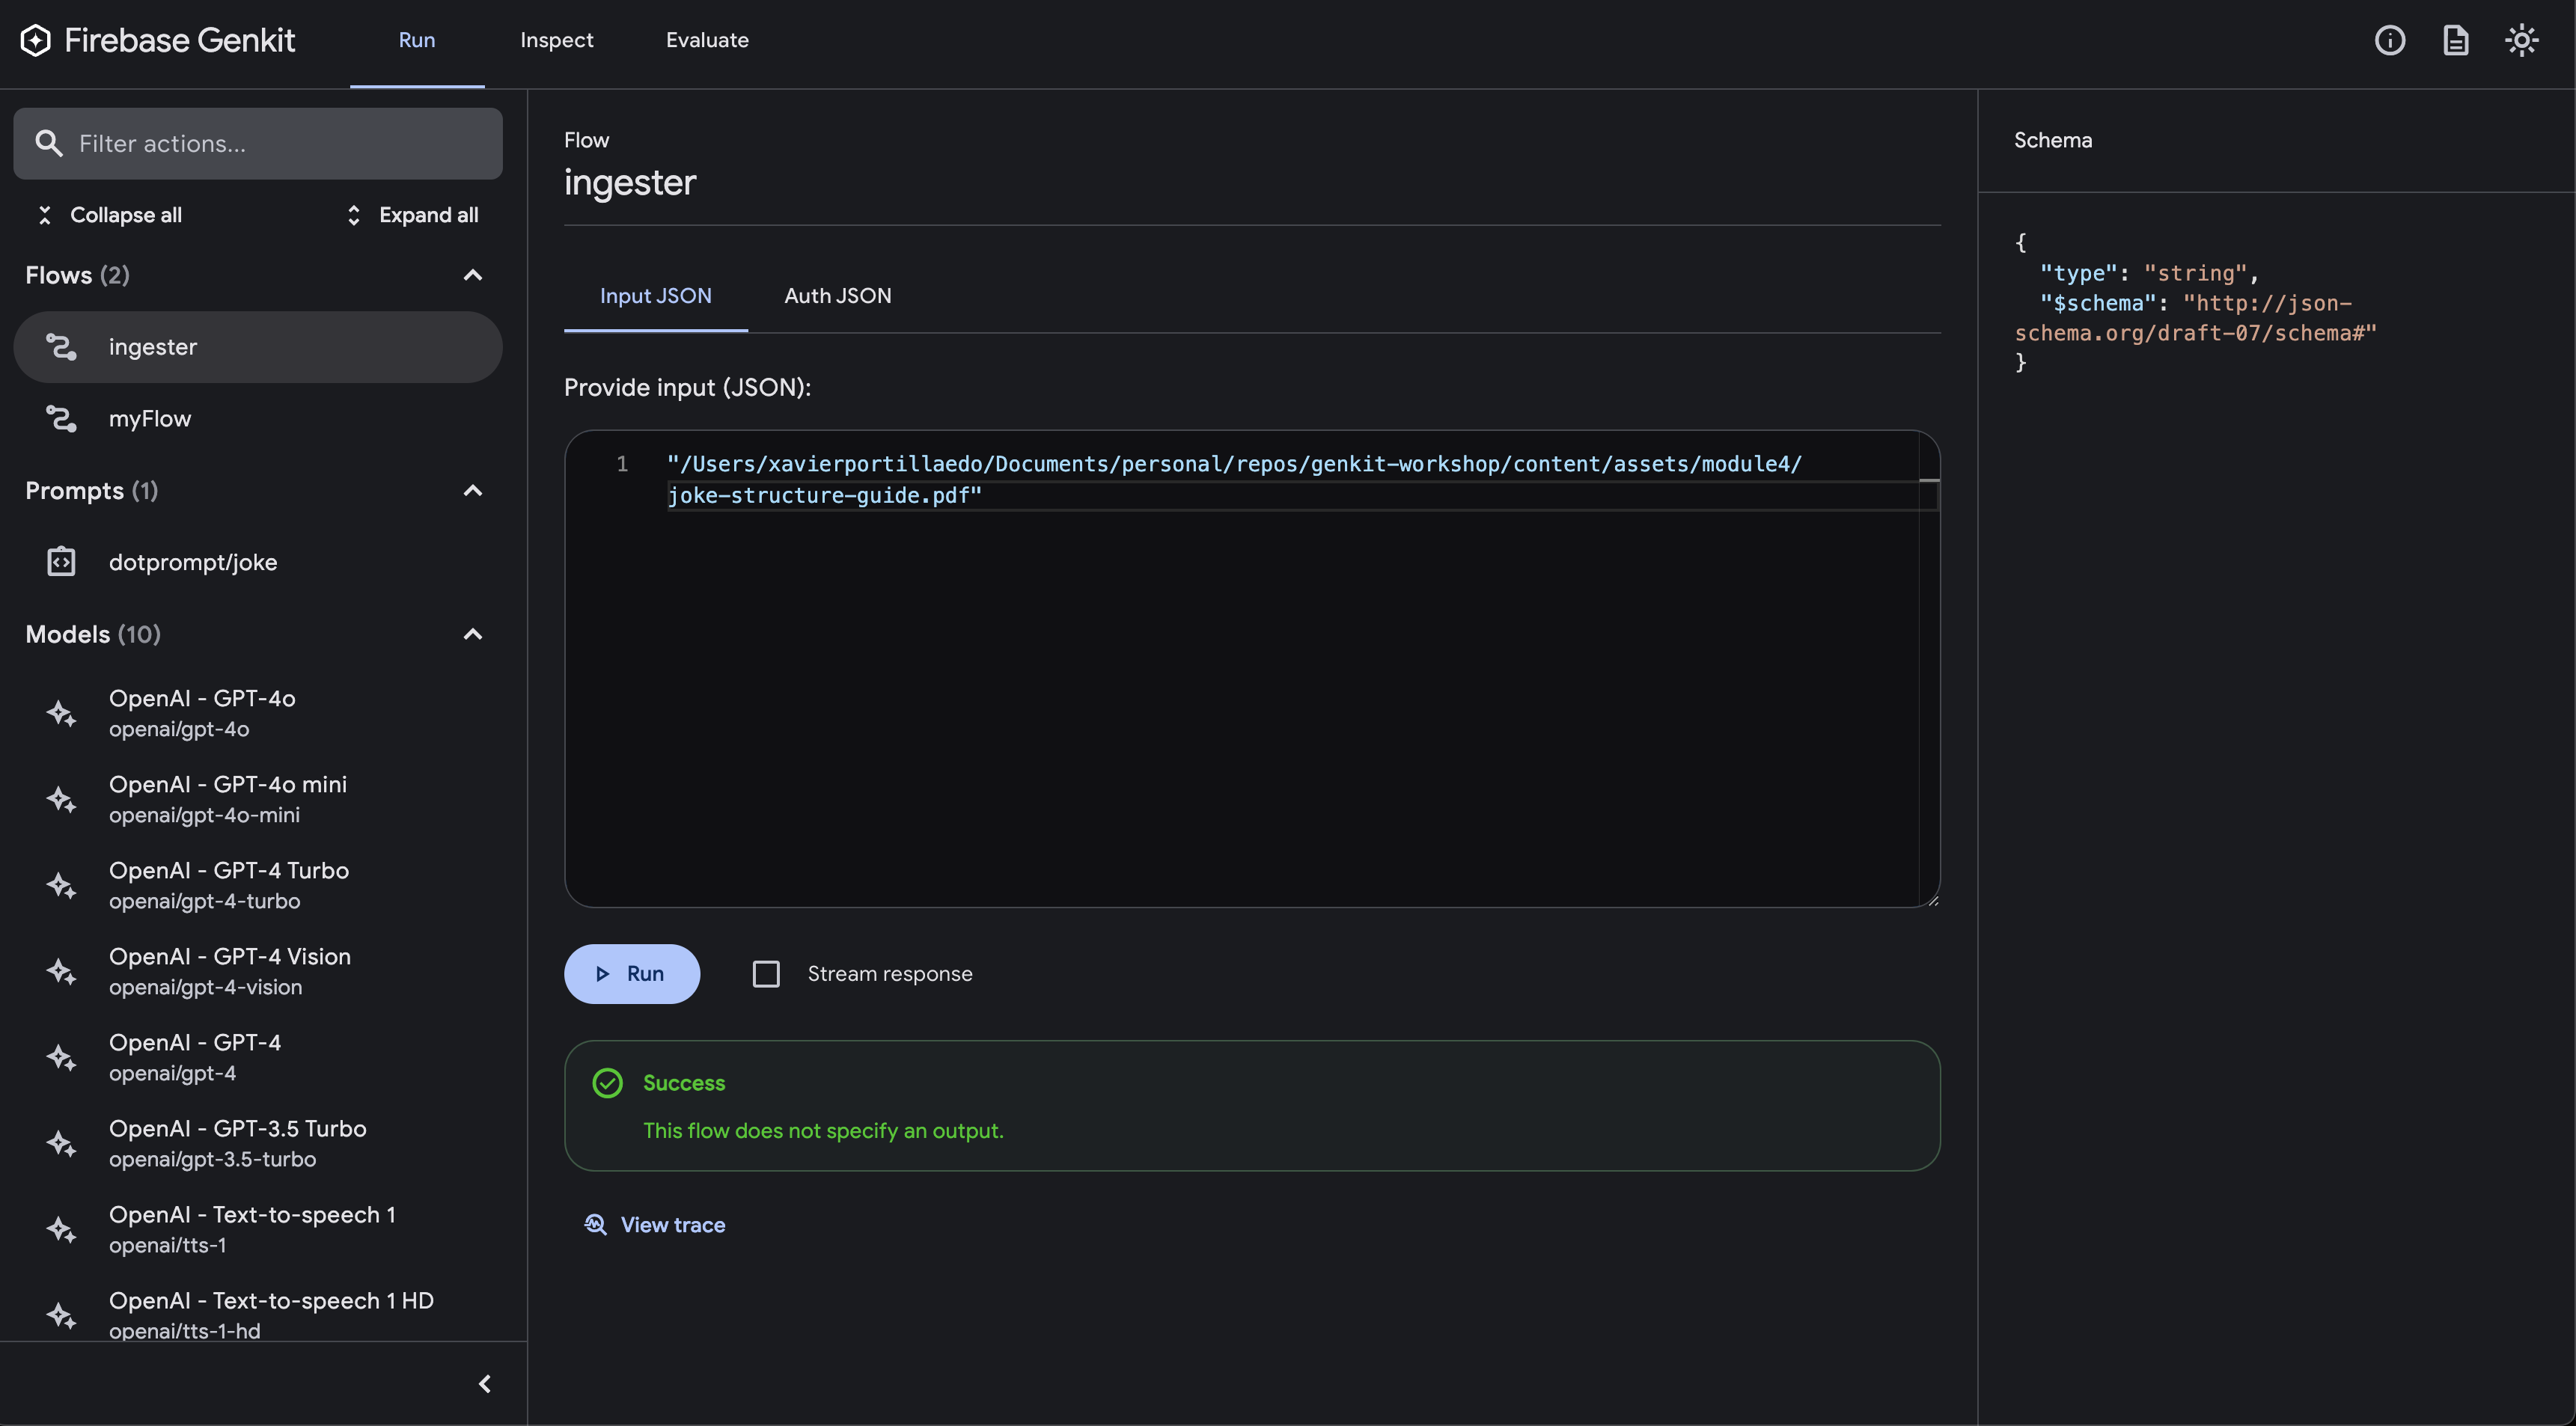 Firebase Genkit
Run
Inspect
Evaluate
Filter actions...
Collapse all
Expand all
Flows (2)
ingester
myFlow
Prompts (1)
dotprompt/joke
Models (10)
OpenAI - GPT-4o
openai/gpt-4o
OpenAI - GPT-4o mini
openai/gpt-4o-mini
OpenAI - GPT-4 Turbo
openai/gpt-4-turbo
OpenAI - GPT-4 Vision
openai/gpt-4-vision
OpenAI - GPT-4
openai/gpt-4
OpenAI - GPT-3.5 Turbo
openai/gpt-3.5-turbo
OpenAI - Text-to-speech 1
openai/tts-1
OpenAI - Text-to-speech 1 HD
openai/tts-1-hd
Flow
ingester
Input JSON
Auth JSON
Provide input (JSON):
1 "/Users/xavierportillaedo/Documents/personal/repos/genkit-workshop/content/assets/module4/
joke-structure-guide.pdf"
Run
Stream response
Success
This flow does not specify an output.
View trace
Schema
{
"type": "string",
"$schema": "http://json-
schema.org/draft-07/schema#"
}